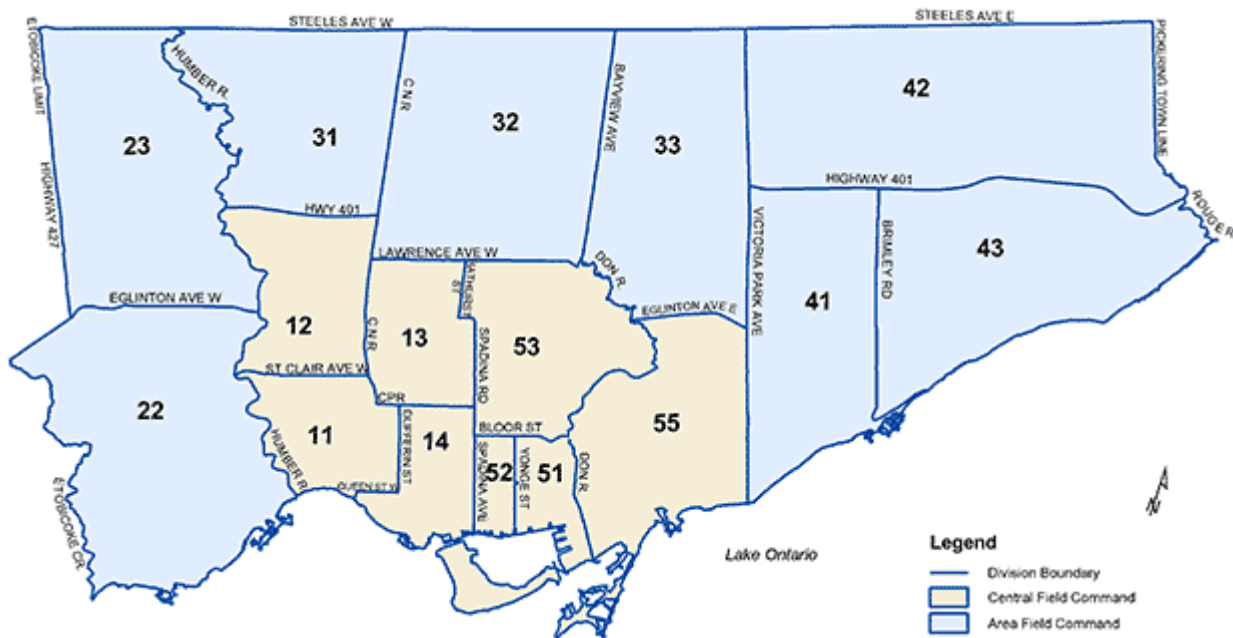 STEELES AVE W
STEELES AVE E
ETOBICOKE LIMIT
HUMBER R.
CNR
BAYVIEW AVE
PICKERING TOWN LINE
42
32
31
23
33
HIGHWAY 401
HWY 401
HIGHWAY 427
VICTORIA PARK AVE
BRIMLEY RD
ROUGE R.
43
LAWRENCE AVE W
BATHURST ST
DON R.
EGLINTON AVE W
EGLINTON AVE E
41
12
CNR
13
SPADINA RD
53
ST CLAIR AVE W
CPR
22
11
DUFFERIN ST
14
BLOOR ST
55
HUMBER R.
QUEEN ST W
SPADINA AVE
52
YONGE ST
51
DON R
ETOBICOKE CR.
N
Lake Ontario
Legend
Division Boundary
Central Field Command
Area Field Command